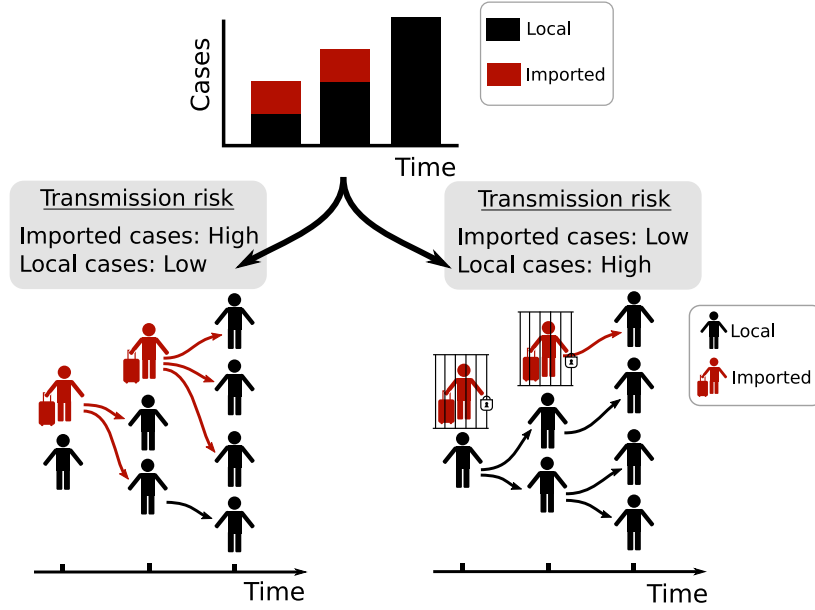 Cases
Time
Local
Imported
Transmission risk
Imported cases: High
Local cases: Low
Transmission risk
Imported cases: Low
Local cases: High
Local
Imported
Time
Time